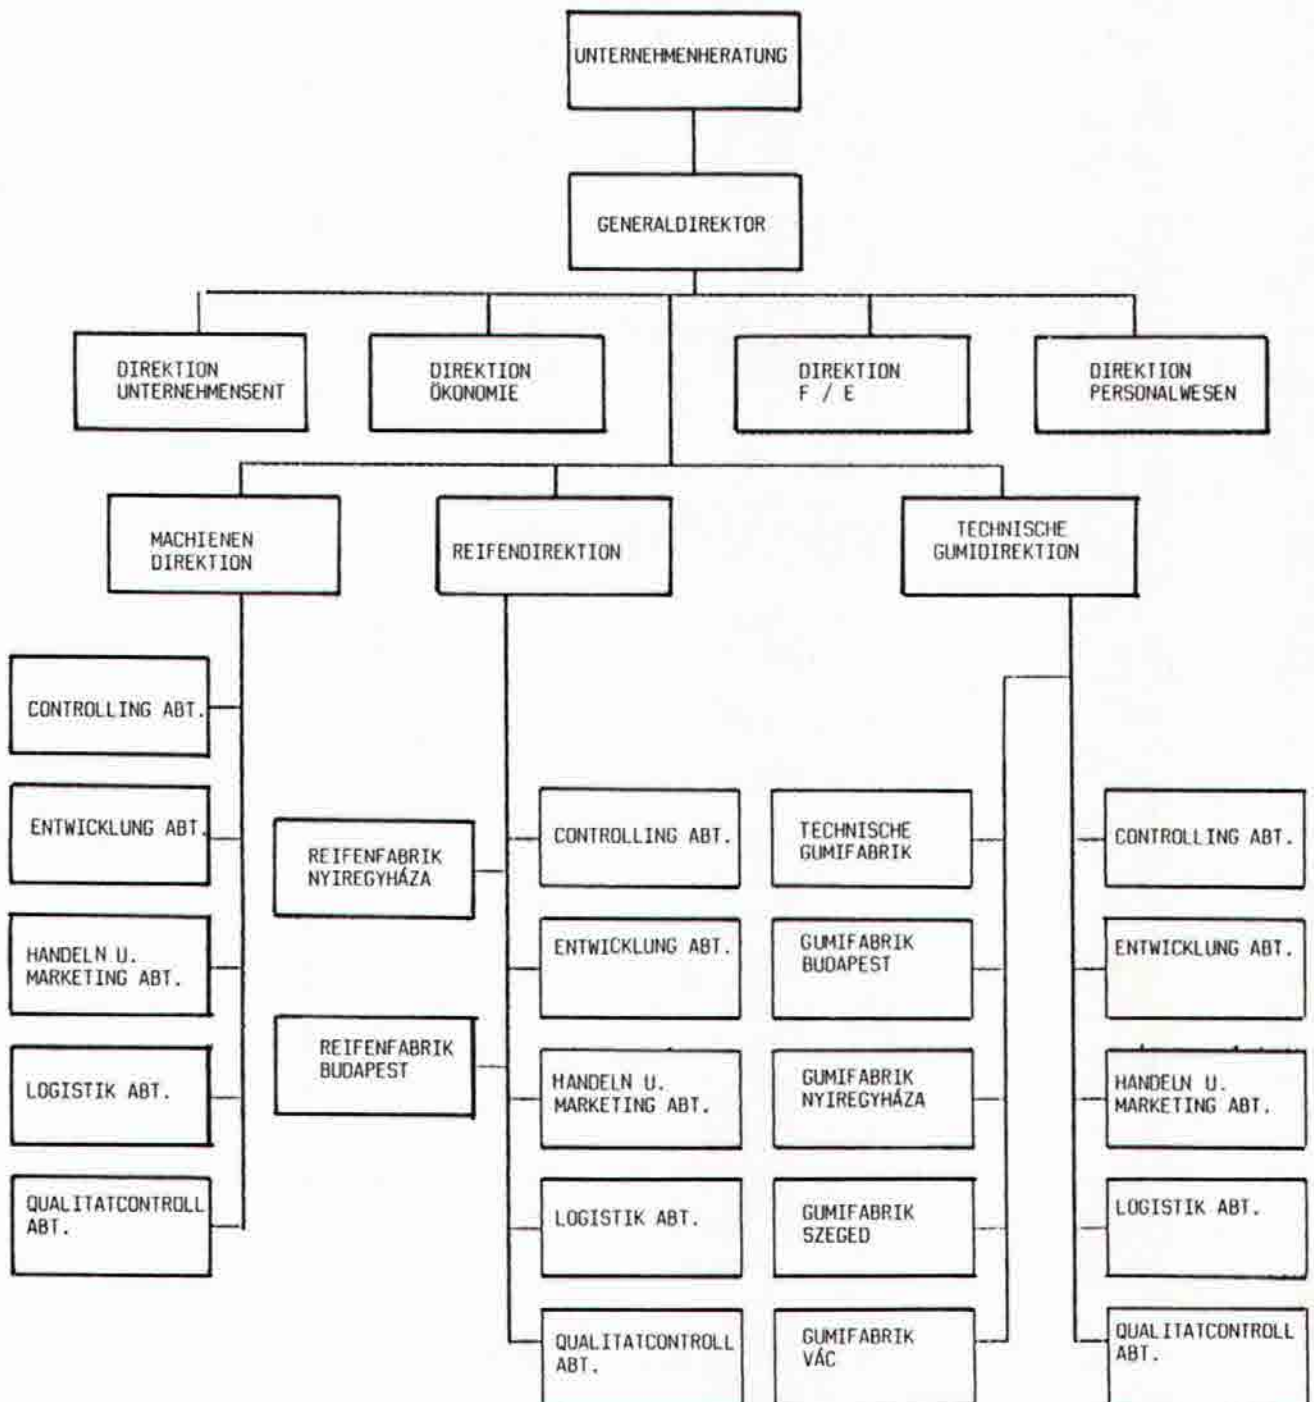 UNTERNEHMENHERATUNG
GENERALDIREKTOR
DIREKTION
UNTERNEHMENSENT
DIREKTION
ÖKONOMIE
DIREKTION
F / E
DIREKTION
PERSONALWESEN
MACHIENEN
DIREKTION
REIFENDIREKTION
TECHNISCHE
GUMIDIREKTION
CONTROLLING ABT.
ENTWICKLUNG ABT.
HANDELN U.
MARKETING ABT.
LOGISTIK ABT.
QUALITATCONTROLL
ABT.
REIFENFABRIK
NYIREGYHÁZA
REIFENFABRIK
BUDAPEST
CONTROLLING ABT.
ENTWICKLUNG ABT.
HANDELN U.
MARKETING ABT.
LOGISTIK ABT.
QUALITATCONTROLL
ABT.
TECHNISCHE
GUMIFABRIK
GUMIFABRIK
BUDAPEST
GUMIFABRIK
NYIREGYHÁZA
GUMIFABRIK
SZEGED
GUMIFABRIK
VÁC
CONTROLLING ABT.
ENTWICKLUNG ABT.
HANDELN U.
MARKETING ABT.
LOGISTIK ABT.
QUALITATCONTROLL
ABT.